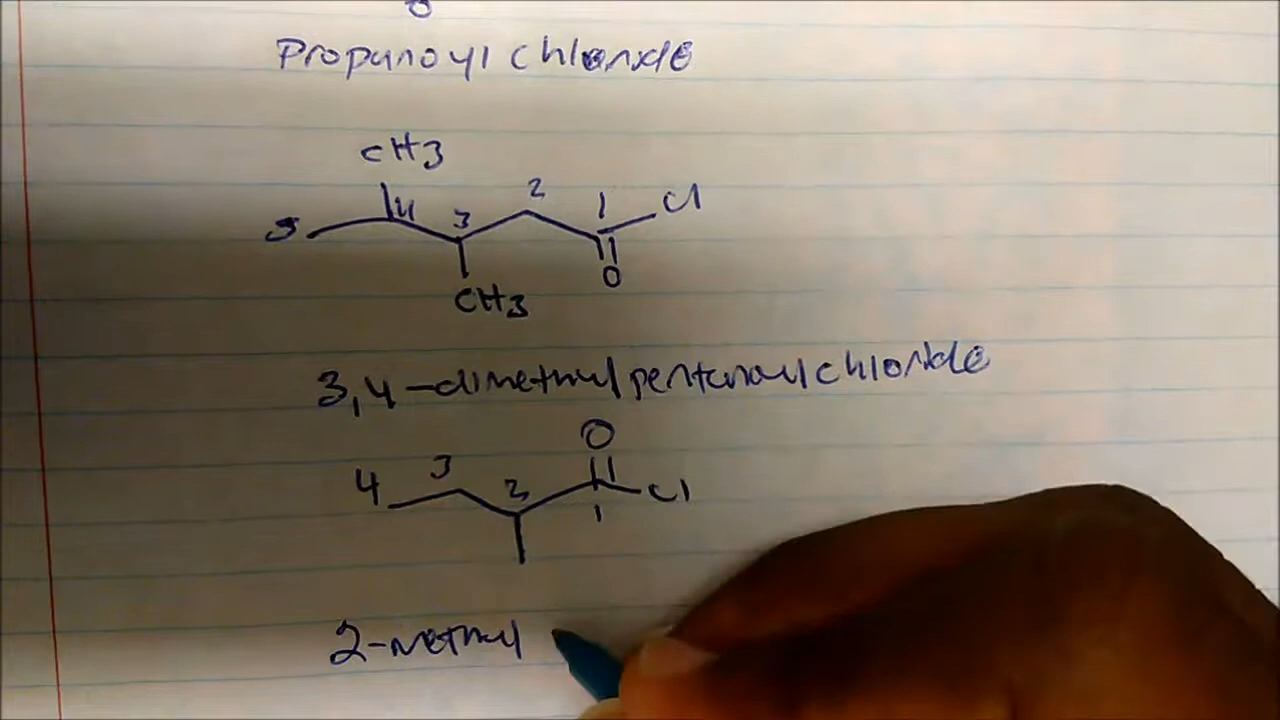 O
Propanoyl chloride
CH3
5 4 3 2 1 Cl
O
CH3
3,4-dimethylpentanoylchloride
O
4 3 2 Cl
1
2-methyl